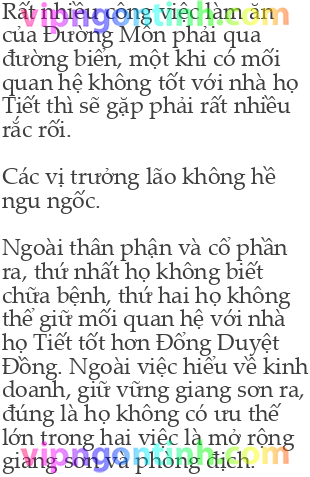 Rất nhiều công việc làm ăn
vipngontinh.com
của Đường Môn phải qua
đường biển, một khi có mối
quan hệ không tốt với nhà họ
Tiết thì sẽ gặp phải rất nhiều
rắc rối.
Các vị trưởng lão không hề
ngu ngốc.
Ngoài thân phận và cổ phần
ra, thứ nhất họ không biết
chữa bệnh, thứ hai họ không
thể giữ mối quan hệ với nhà
họ Tiết tốt hơn Đổng Duyệt
Đồng. Ngoài việc hiểu về kinh
doanh, giữ vững giang sơn ra,
đúng là họ không có ưu thế
lớn trong hai việc là mở rộng
vipngontinh.com
giang sơn và phòng địch.